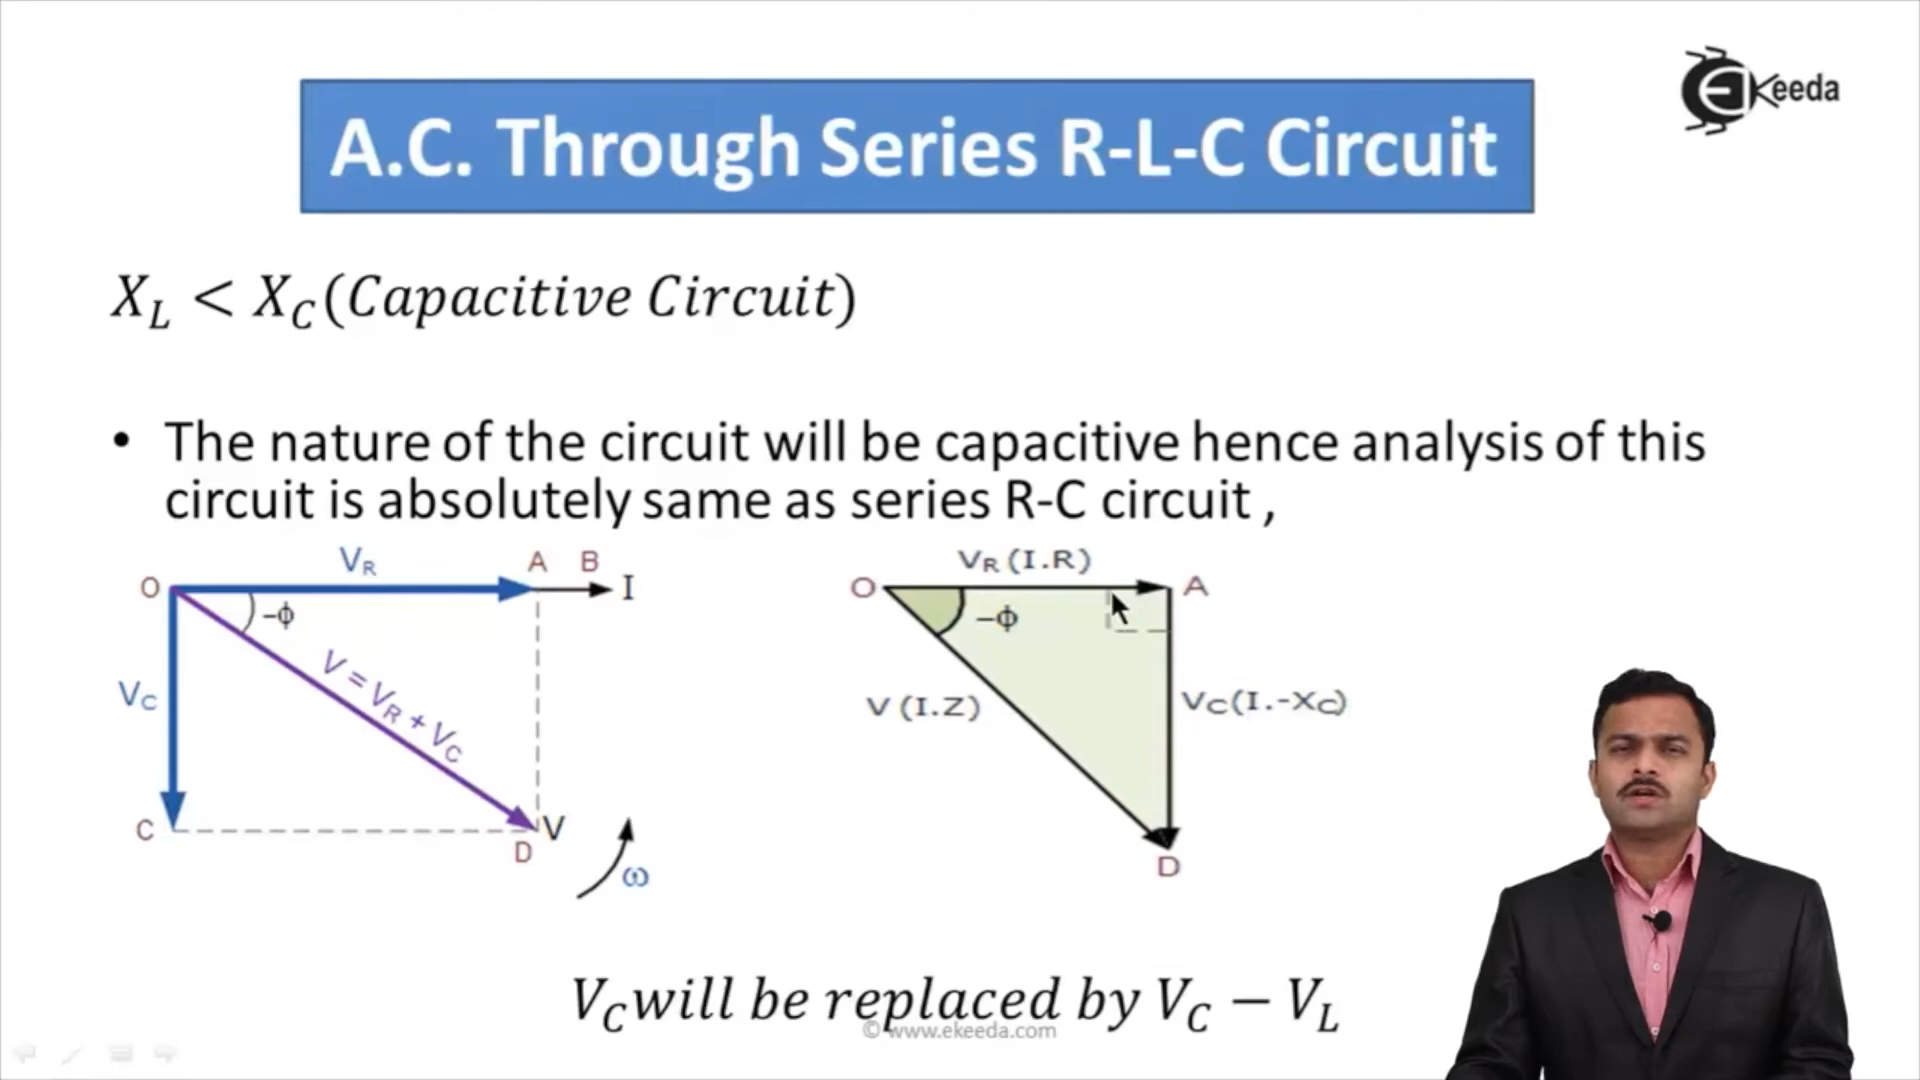 Ekeeda
A.C. Through Series R-L-C Circuit
X_L < X_C (Capacitive Circuit)
• The nature of the circuit will be capacitive hence analysis of this
circuit is absolutely same as series R-C circuit ,
V_R A B
O I
-ϕ
V_C
V = V_R + V_C
C V
D
ω
V_R (I.R)
O A
-ϕ
V (I.Z) V_C (I.-X_C)
D
V_C will be replaced by V_C − V_L
© www.ekeeda.com